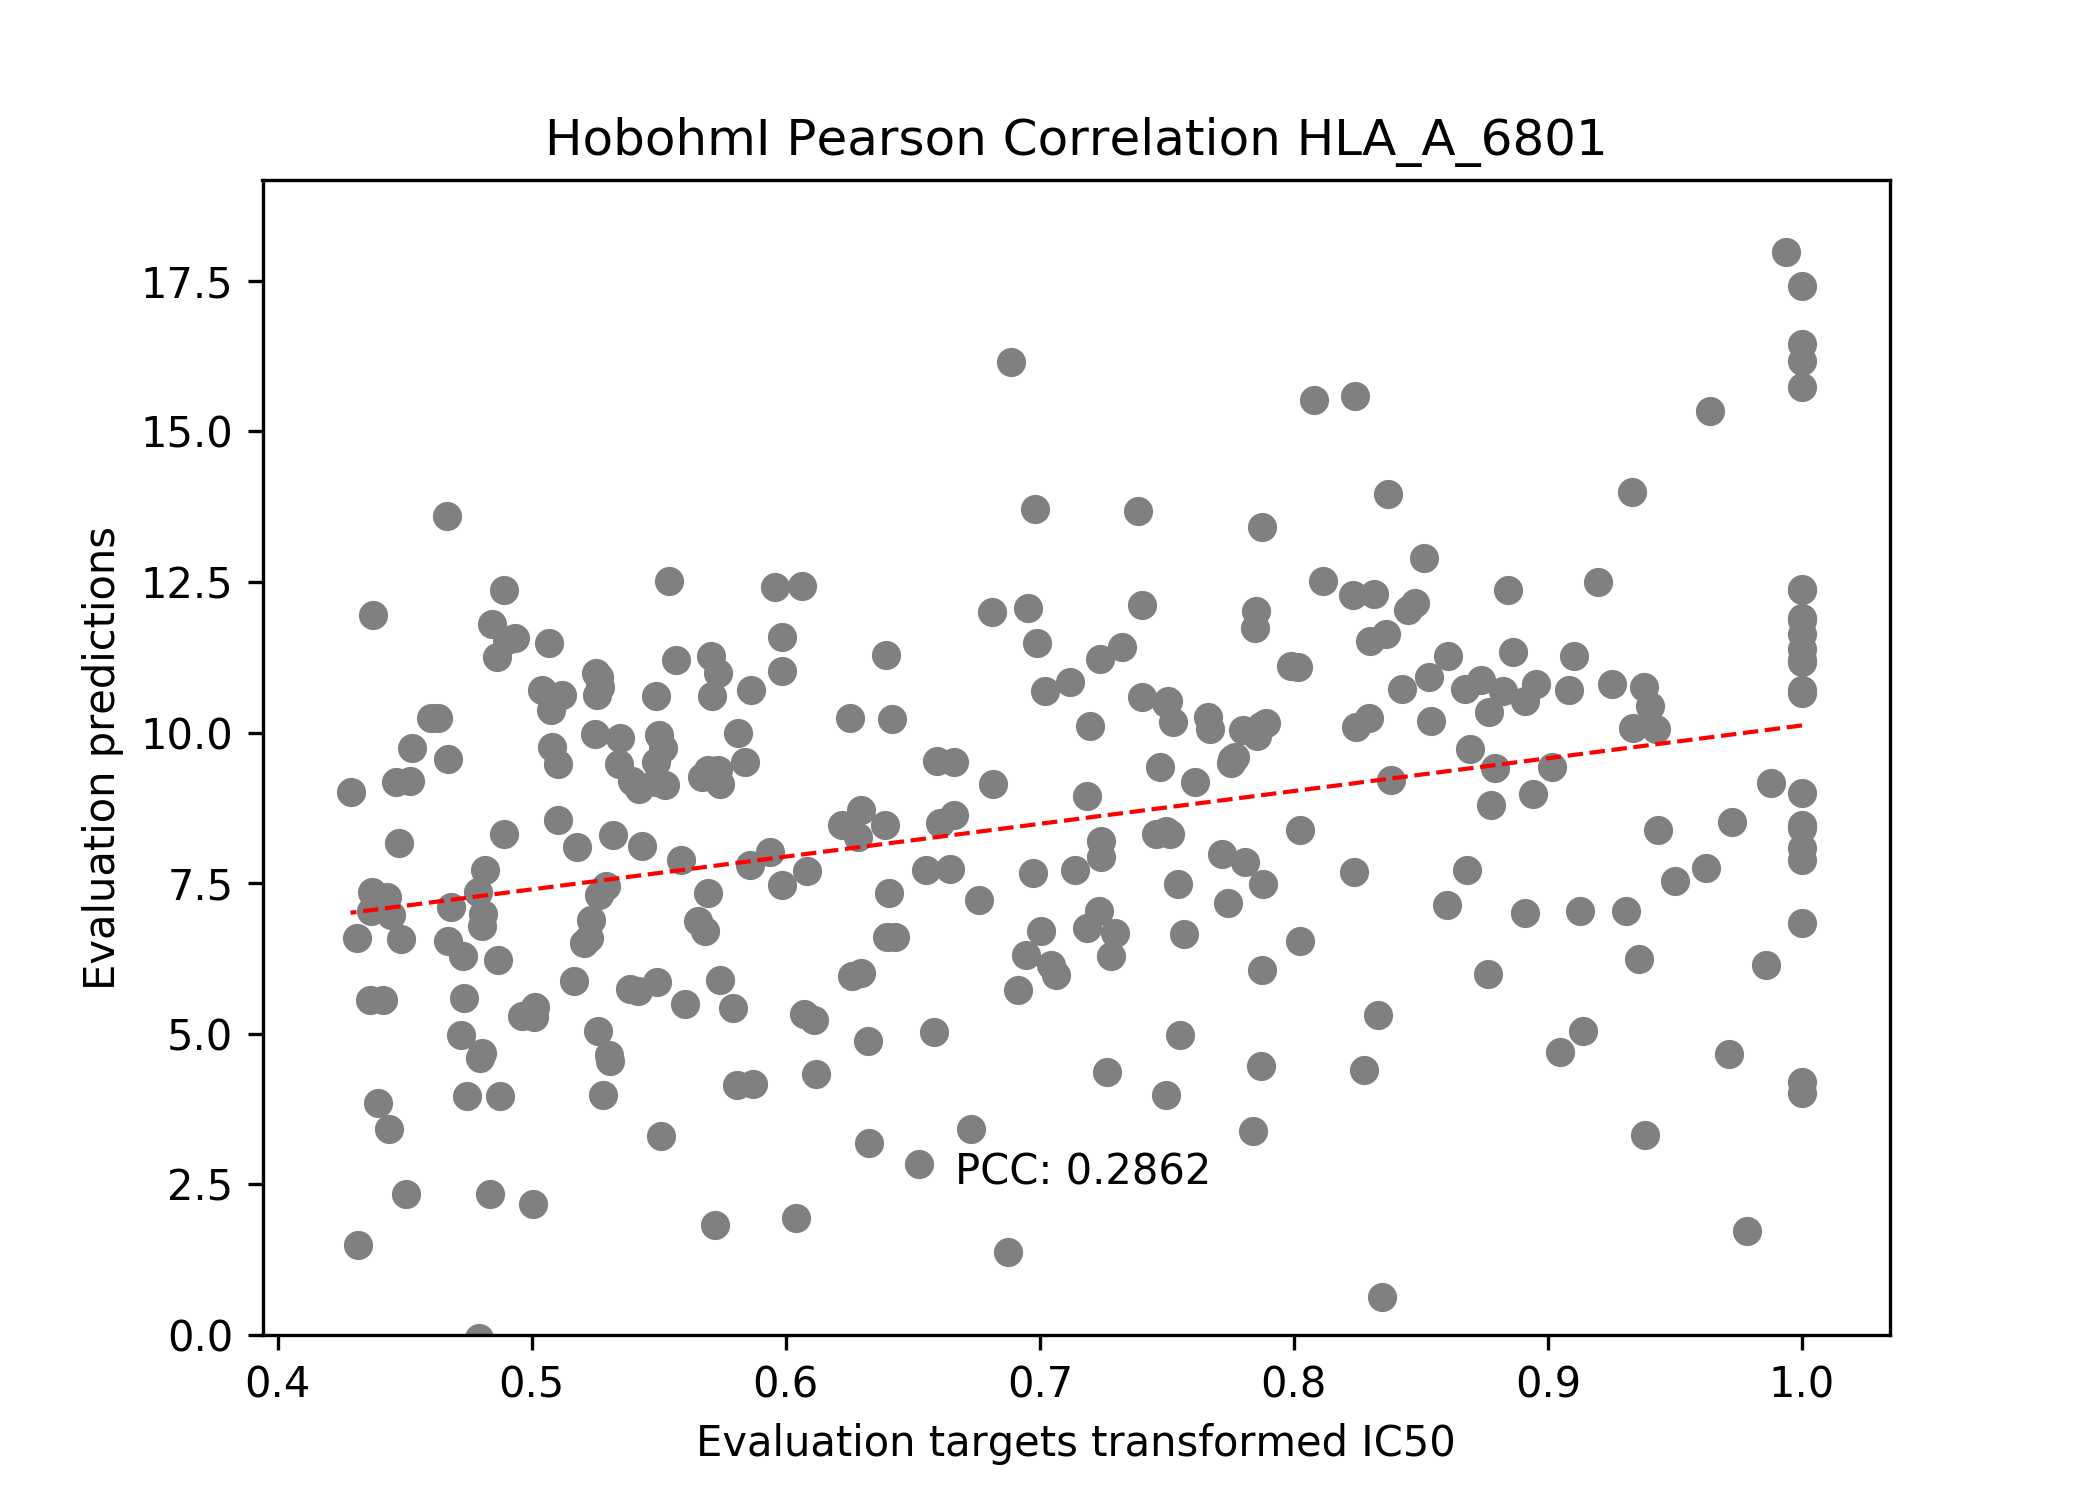 HobohmI Pearson Correlation HLA_A_6801
Evaluation predictions
17.5
15.0
12.5
10.0
7.5
5.0
2.5
0.0
PCC: 0.2862
0.4 0.5 0.6 0.7 0.8 0.9 1.0
Evaluation targets transformed IC50